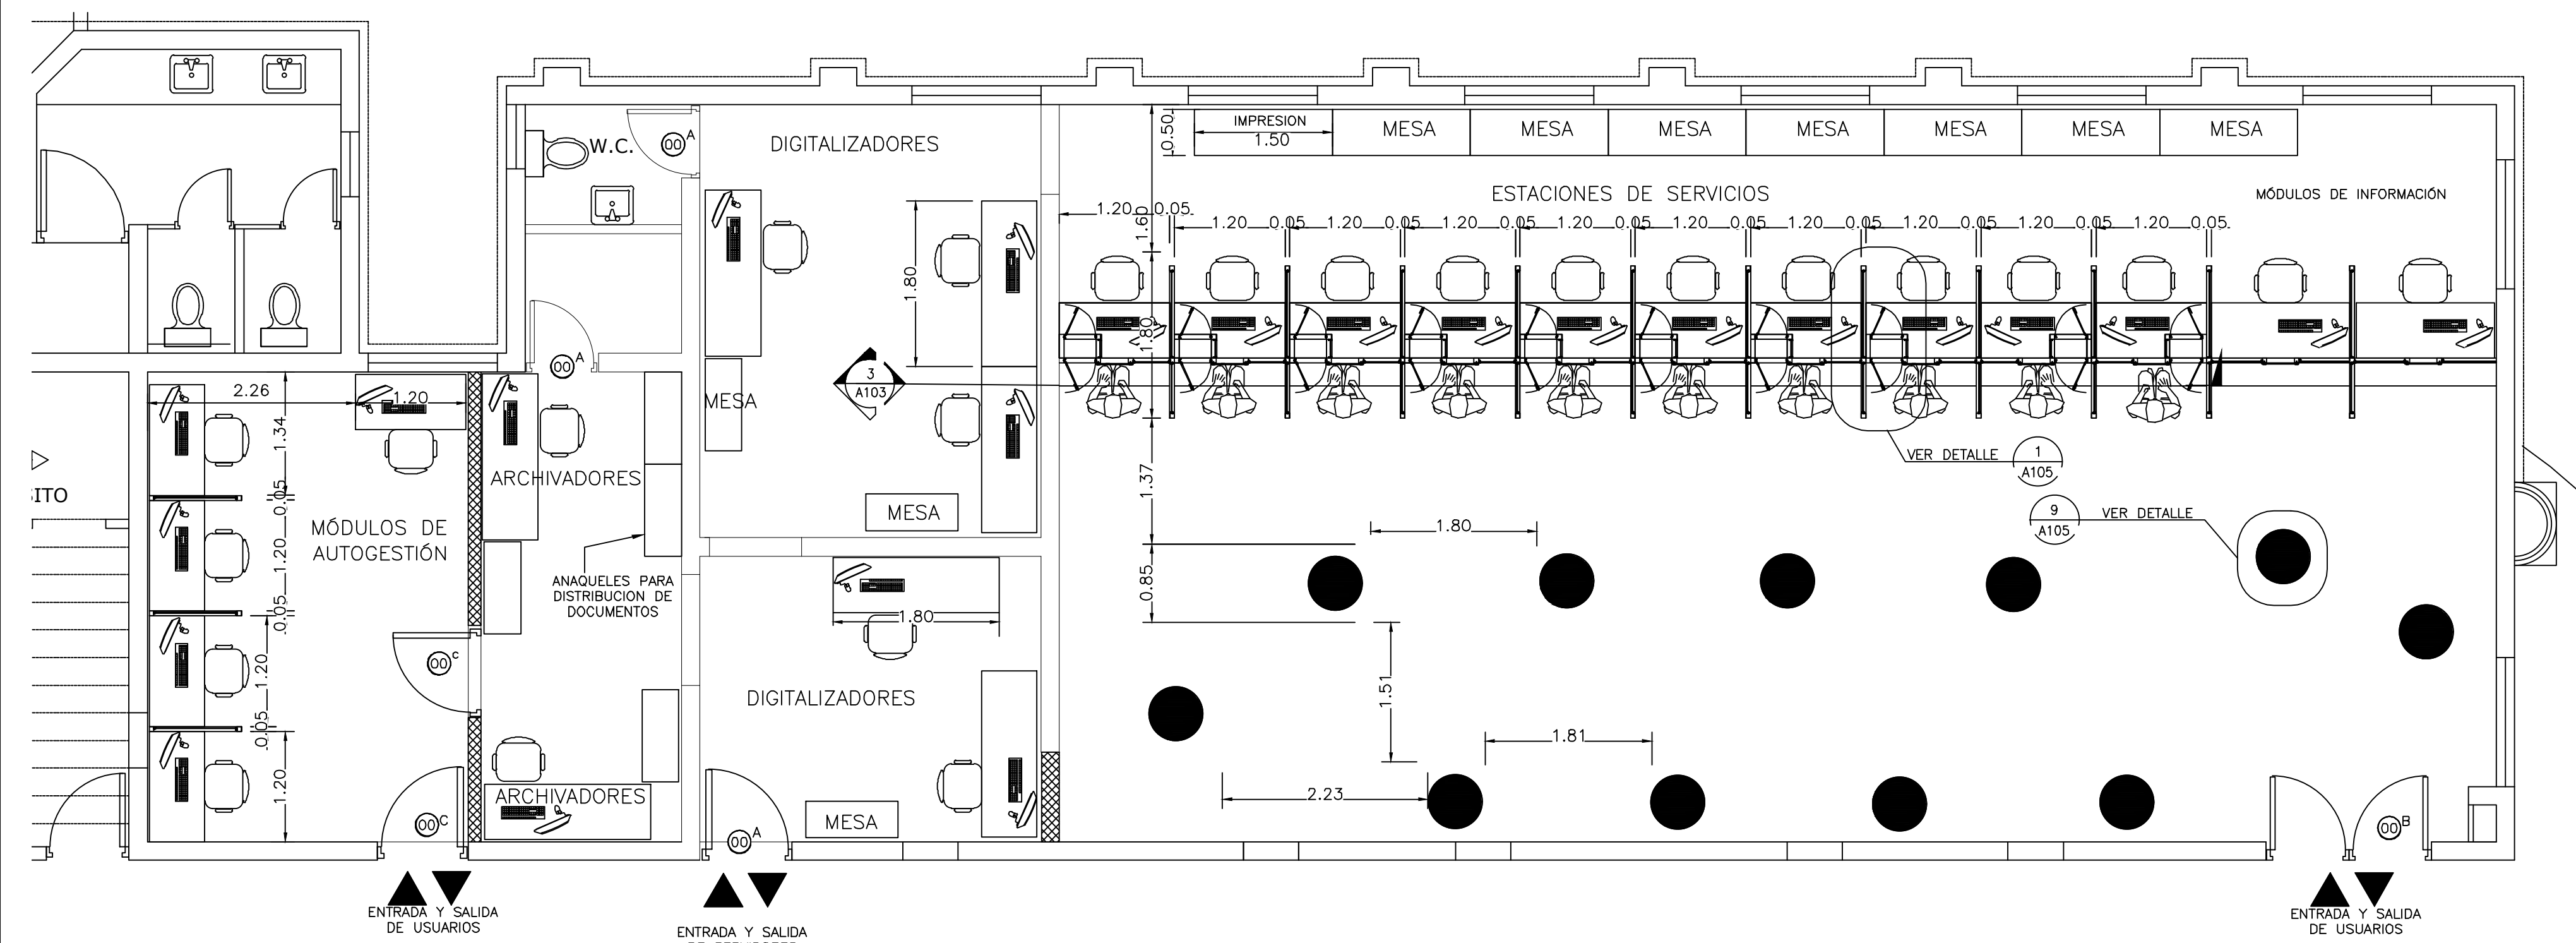 IMPRESION
1.50
0.50
MESA
MESA
MESA
MESA
MESA
MESA
MESA
W.C.
00 A
DIGITALIZADORES
ESTACIONES DE SERVICIOS
MÓDULOS DE INFORMACIÓN
1.60
1.20 0.05
1.20 0.05
1.20 0.05
1.20 0.05
1.20 0.05
1.20 0.05
1.20 0.05
1.20 0.05
1.20 0.05
1.20 0.05
1.80
1.80
00 A
3
A103
MESA
2.26
1.20
1.34
0.05
1.20
0.05
1.20
0.05
1.20
ARCHIVADORES
MÓDULOS DE
AUTOGESTIÓN
MESA
ANAQUELES PARA
DISTRIBUCION DE
DOCUMENTOS
1.37
VER DETALLE
1
A105
9
A105
VER DETALLE
1.80
0.85
1.80
1.51
00 C
DIGITALIZADORES
1.81
2.23
ARCHIVADORES
MESA
00 C
00 A
00 B
ENTRADA Y SALIDA
DE USUARIOS
ENTRADA Y SALIDA
ENTRADA Y SALIDA
DE USUARIOS